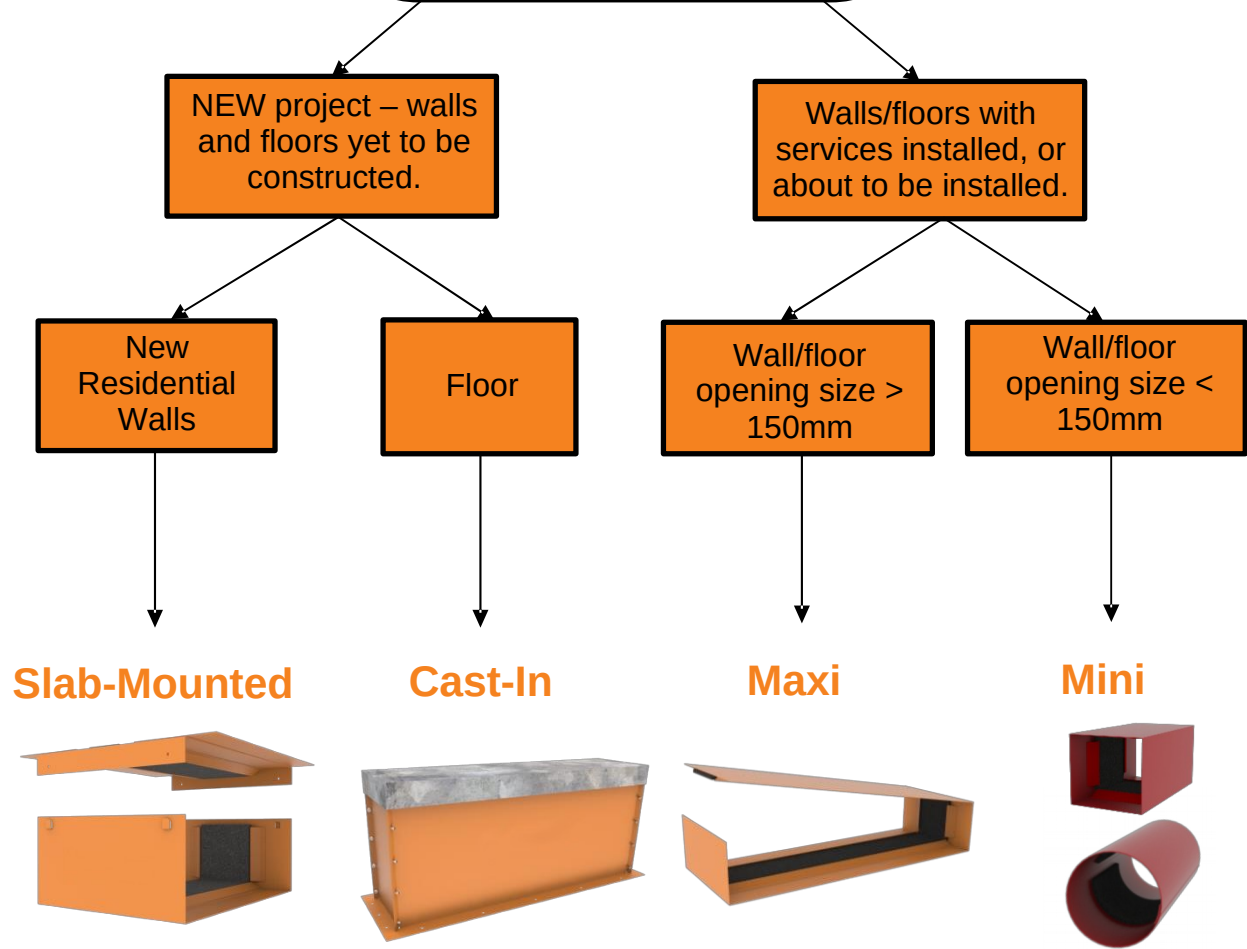 NEW project – walls
and floors yet to be
constructed.
Walls/floors with
services installed, or
about to be installed.
New
Residential
Walls
Floor
Wall/floor
opening size >
150mm
Wall/floor
opening size <
150mm
Slab-Mounted
Cast-In
Maxi
Mini